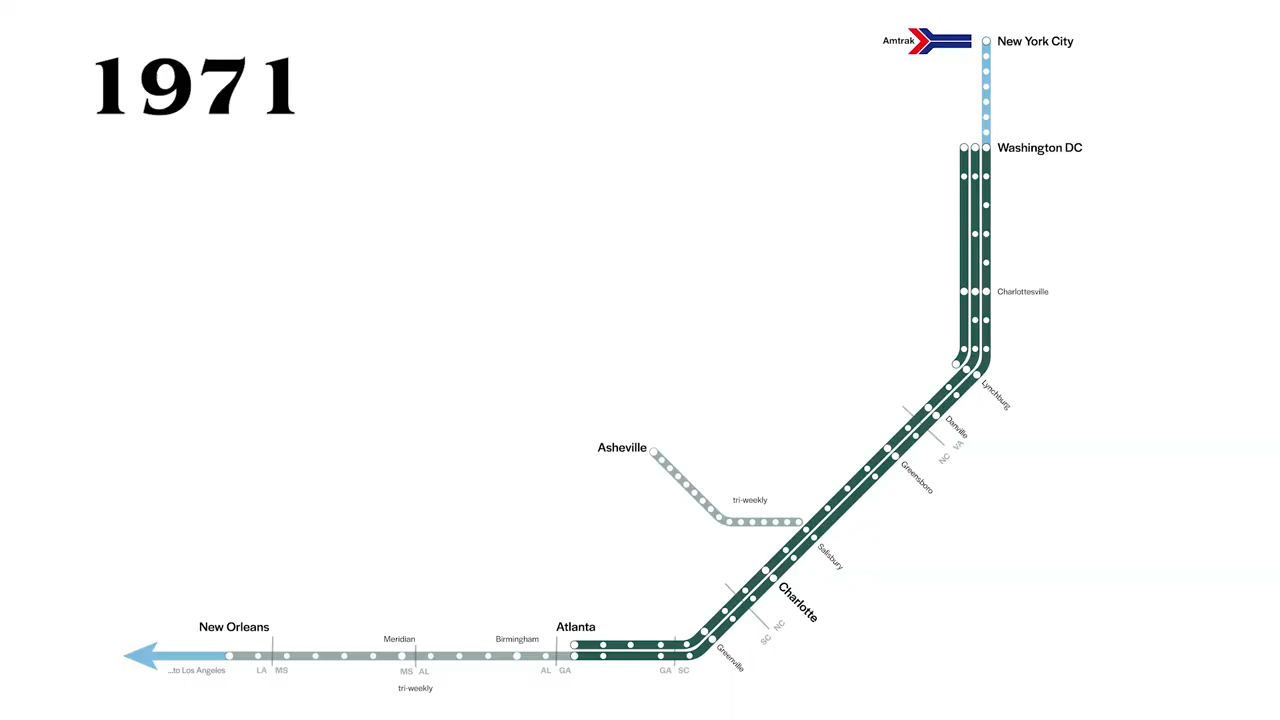 1971
Amtrak
New York City
Washington DC
Charlottesville
Lynchburg
Danville
NC VA
Greensboro
Asheville
tri-weekly
Salisbury
Charlotte
SC NC
Greenville
New Orleans
Meridian
Birmingham
Atlanta
...to Los Angeles
LA MS
MS AL
AL GA
GA SC
tri-weekly